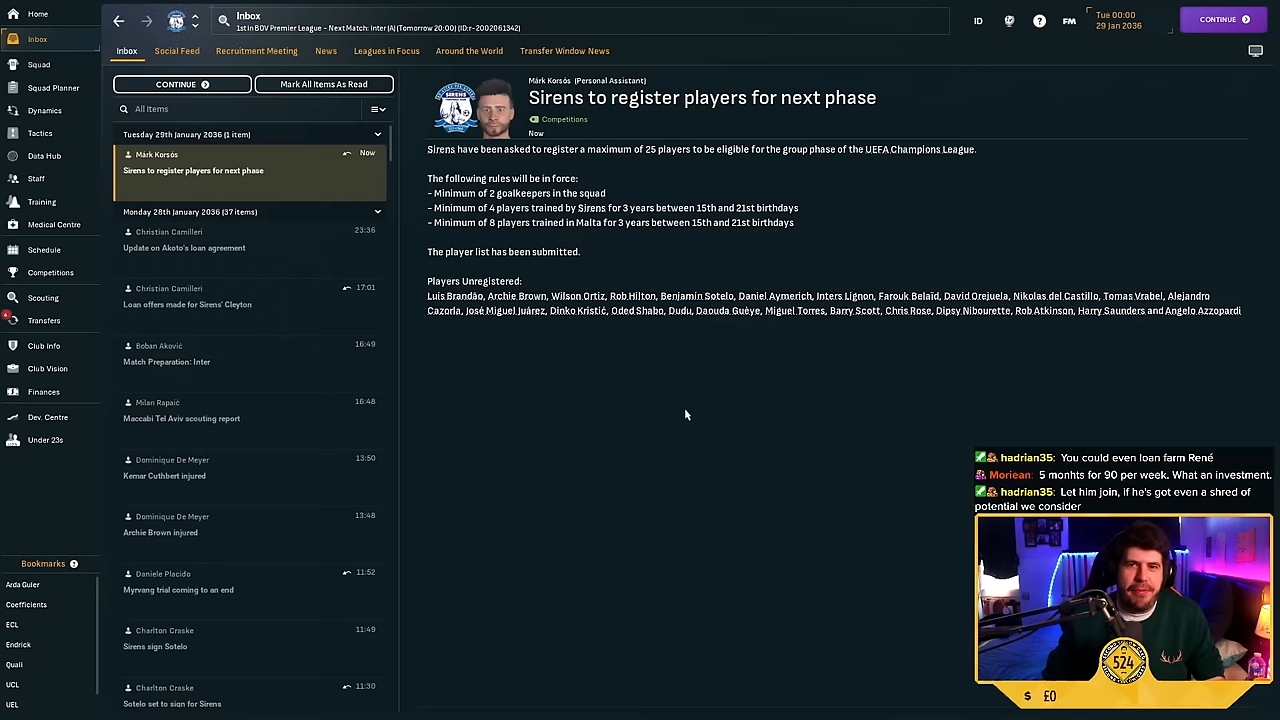 Home
Inbox
1st in BOV Premier League - Next Match: Inter (A) (Tomorrow 20:00) (ID:r-2002061342)
ID
FM
Tue 00:00
29 Jan 2036
CONTINUE
Inbox
Squad
Squad Planner
Dynamics
Tactics
Data Hub
Staff
Training
Medical Centre
Schedule
Competitions
Scouting
Transfers
Club Info
Club Vision
Finances
Dev. Centre
Under 23s
Bookmarks
Arda Guler
Coefficients
ECL
Endrick
Quali
UCL
UEL
Inbox
Social Feed
Recruitment Meeting
News
Leagues in Focus
Around the World
Transfer Window News
CONTINUE
Mark All Items As Read
All Items
Tuesday 29th January 2036 (1 item)
Márk Korsós
Now
Sirens to register players for next phase
Monday 28th January 2036 (37 items)
Christian Camilleri
23:36
Update on Akoto's loan agreement
Christian Camilleri
17:01
Loan offers made for Sirens' Cleyton
Boban Aković
16:49
Match Preparation: Inter
Milan Rapaić
16:48
Maccabi Tel Aviv scouting report
Dominique De Meyer
13:50
Kemar Cuthbert injured
Dominique De Meyer
13:48
Archie Brown injured
Daniele Placido
11:52
Myrvang trial coming to an end
Charlton Craske
11:49
Sirens sign Sotelo
Charlton Craske
11:30
Sotelo set to sign for Sirens
SIRENS
Márk Korsós (Personal Assistant)
Sirens to register players for next phase
Competitions
Now
Sirens have been asked to register a maximum of 25 players to be eligible for the group phase of the UEFA Champions League.
The following rules will be in force:
- Minimum of 2 goalkeepers in the squad
- Minimum of 4 players trained by Sirens for 3 years between 15th and 21st birthdays
- Minimum of 8 players trained in Malta for 3 years between 15th and 21st birthdays
The player list has been submitted.
Players Unregistered:
Luís Brandão, Archie Brown, Wilson Ortiz, Rob Hilton, Benjamín Sotelo, Daniel Aymerich, Inters Lignon, Farouk Belaïd, David Orejuela, Nikolas del Castillo, Tomas Vrabel, Alejandro
Cazorla, José Miguel Juárez, Dinko Kristić, Oded Shabo, Dudu, Daouda Guèye, Miguel Torres, Barry Scott, Chris Rose, Dipsy Nibourette, Rob Atkinson, Harry Saunders and Angelo Azzopardi
hadrian35: You could even loan farm René
Moriean: 5 monhts for 90 per week. What an investment.
hadrian35: Let him join, if he's got even a shred of
potential we consider
524
$ £0